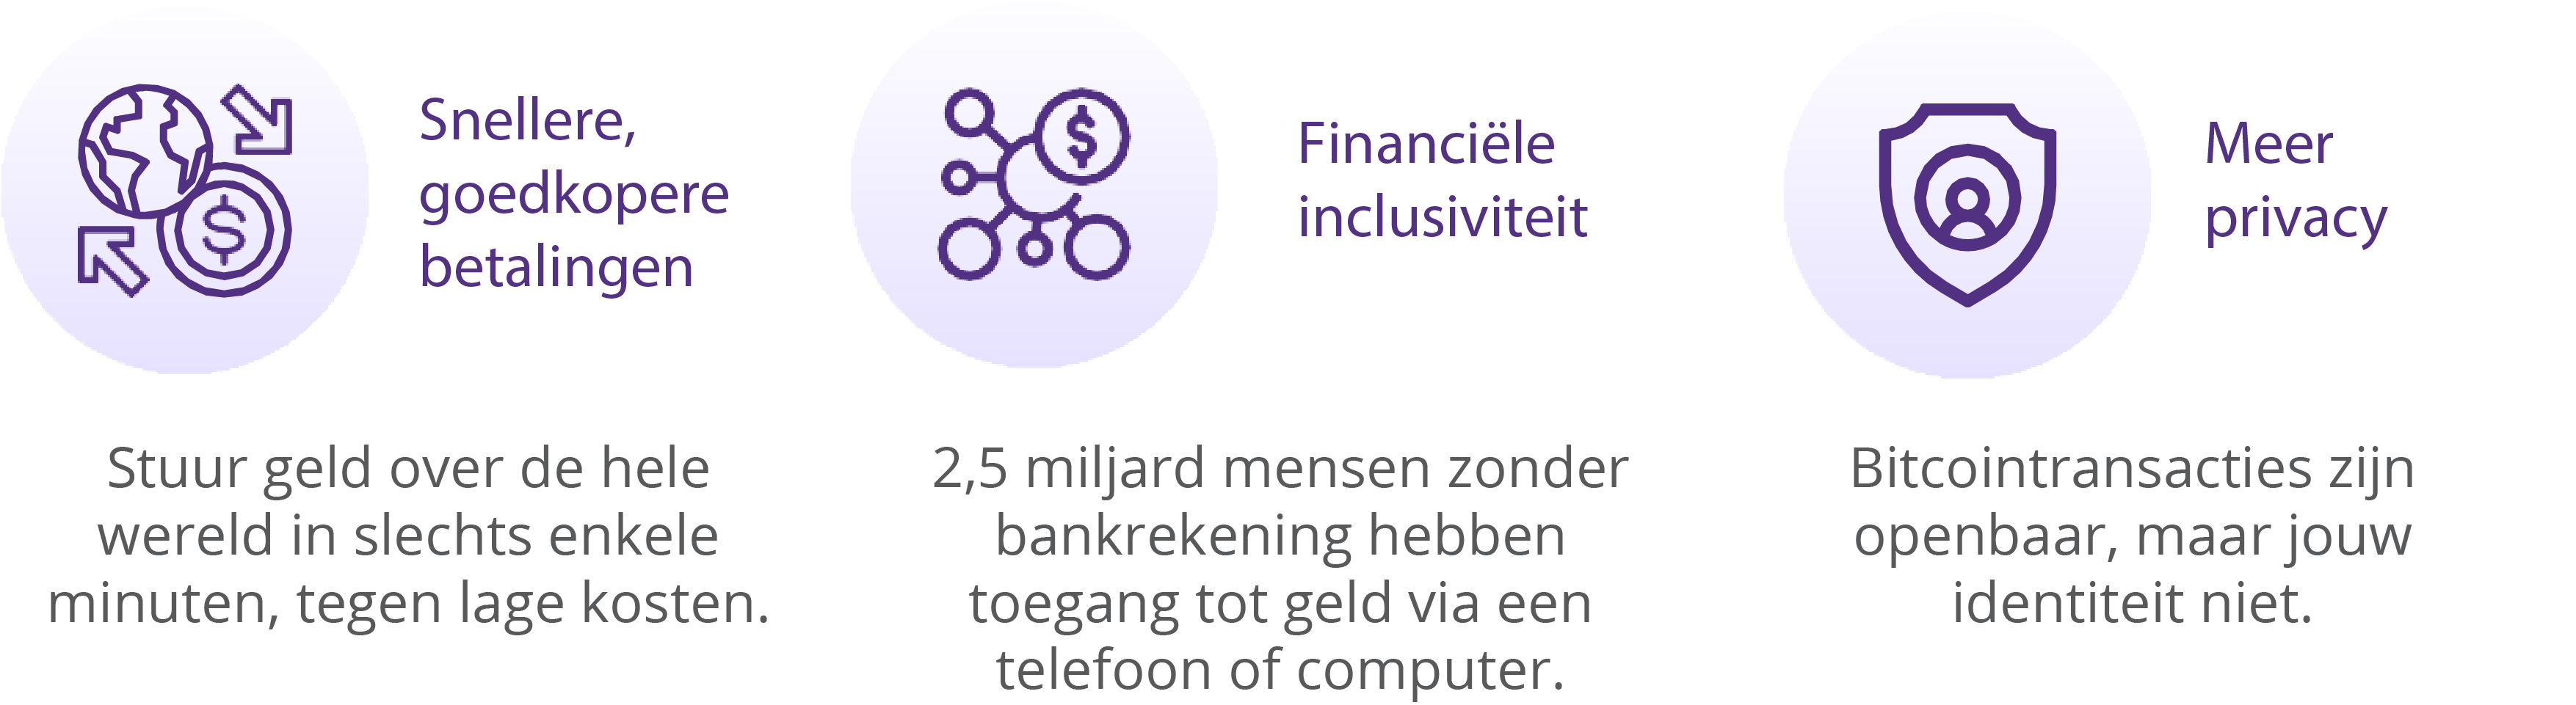 Snellere,
goedkopere
betalingen
Stuur geld over de hele
wereld in slechts enkele
minuten, tegen lage kosten.
Financiële
inclusiviteit
2,5 miljard mensen zonder
bankrekening hebben
toegang tot geld via een
telefoon of computer.
Meer
privacy
Bitcointransacties zijn
openbaar, maar jouw
identiteit niet.